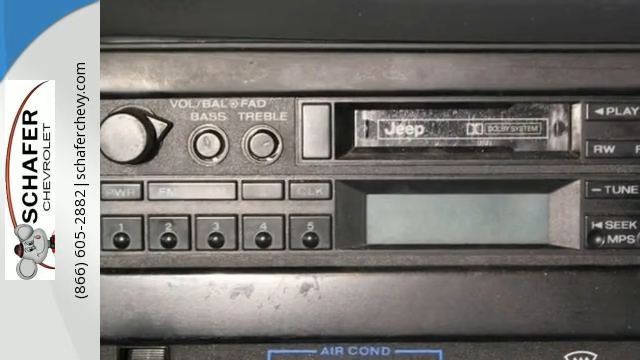 SCHAFER
CHEVROLET
(866) 605-2882|schaferchevy.com
VOL/BAL FAD
BASS TREBLE
Jeep DOLBY SYSTEM
PLAY
RW
PWR FM CLK
TUNE
1 2 3 4 5
SEEK
MPS
AIR COND